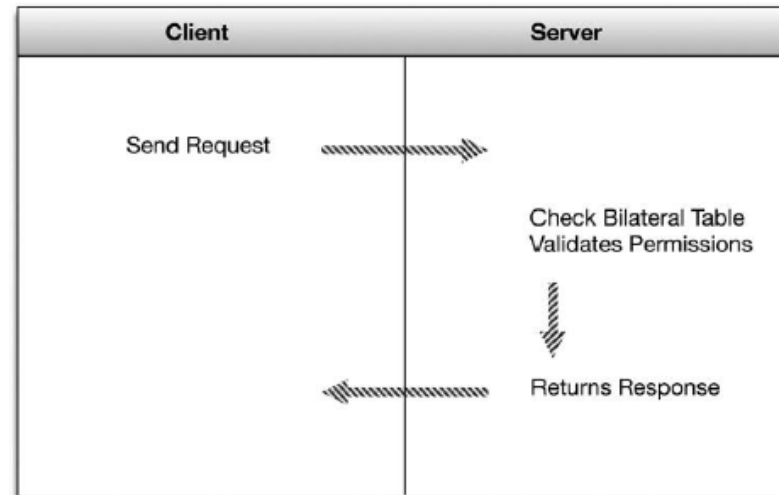 Client
Server
Send Request
Check Bilateral Table
Validates Permissions
Returns Response